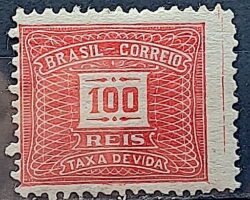 BRASIL-CORREIO
100
REIS
TAXA DEVIDA